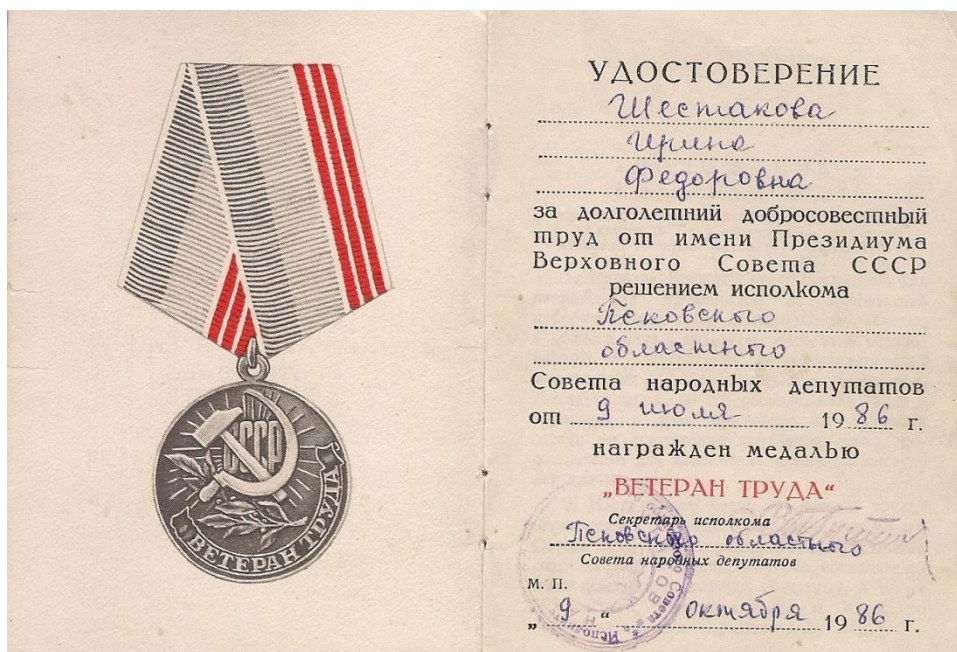 СССР
ВЕТЕРАН ТРУДА
УДОСТОВЕРЕНИЕ
Шестакова
Ирина
Федоровна
за долголетний добросовестный
труд от имени Президиума
Верховного Совета СССР
решением исполкома
Псковского
областного
Совета народных депутатов
от 9 июля 1986 г.
награжден медалью
„ВЕТЕРАН ТРУДА“
Секретарь исполкома
Псковского областного
Совета народных депутатов
М. П.
„ 9 “ октября 1986 г.